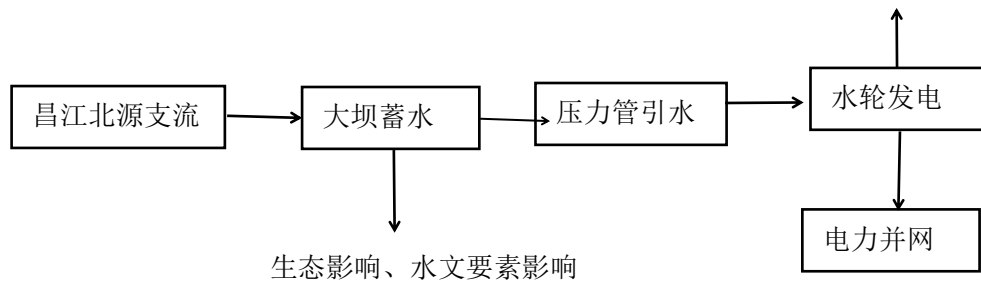 昌江北源支流
大坝蓄水
压力管引水
水轮发电
电力并网
生态影响、水文要素影响